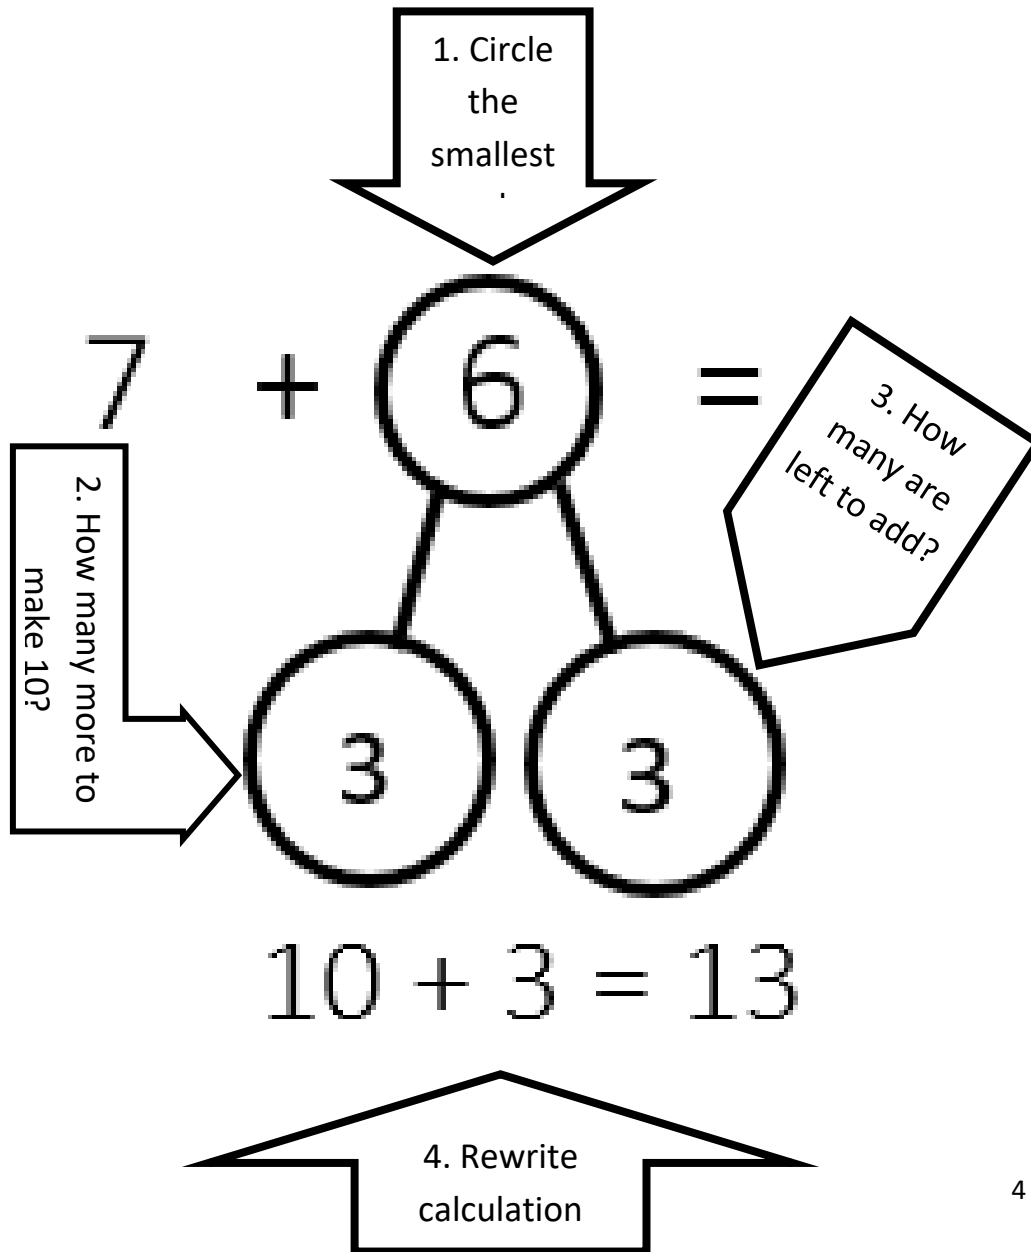 1. Circle
the
smallest
7 + 6 =
3. How
many are
left to add?
2. How many more to
make 10?
3 3
10 + 3 = 13
4. Rewrite
calculation
4